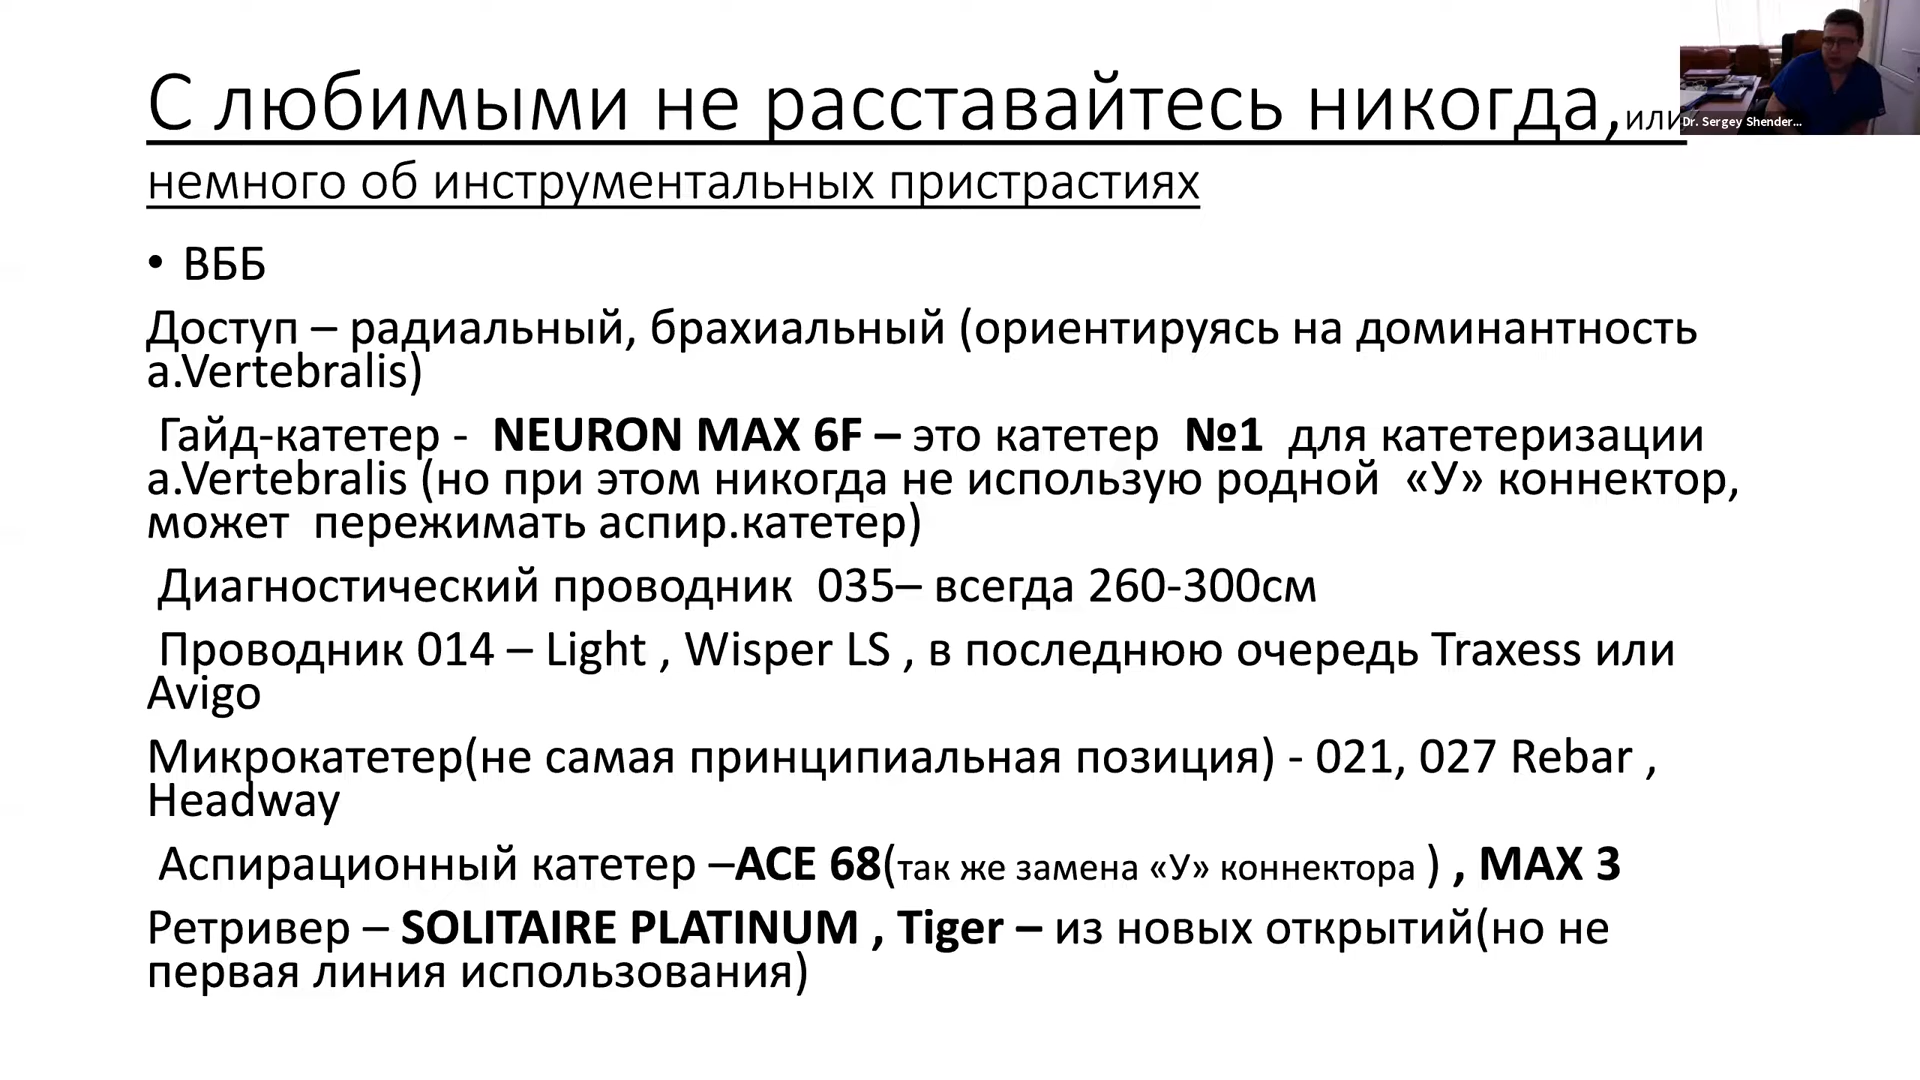 С любимыми не расставайтесь никогда, или
немного об инструментальных пристрастиях
Dr. Sergey Shender...
• ВББ
Доступ – радиальный, брахиальный (ориентируясь на доминантность
a.Vertebralis)
Гайд-катетер - NEURON MAX 6F – это катетер №1 для катетеризации
a.Vertebralis (но при этом никогда не использую родной «У» коннектор,
может пережимать аспир.катетер)
Диагностический проводник 035– всегда 260-300см
Проводник 014 – Light , Wisper LS , в последнюю очередь Traxess или
Avigo
Микрокатетер(не самая принципиальная позиция) - 021, 027 Rebar ,
Headway
Аспирационный катетер –ACE 68(так же замена «У» коннектора ) , MAX 3
Ретривер – SOLITAIRE PLATINUM , Tiger – из новых открытий(но не
первая линия использования)